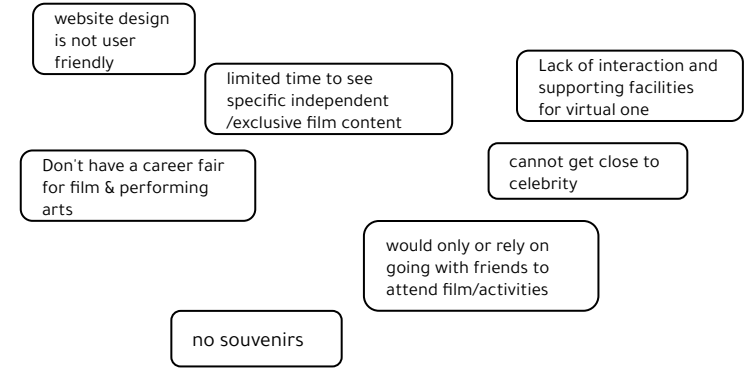 website design
is not user
friendly
limited time to see
specific independent
/exclusive film content
Lack of interaction and
supporting facilities
for virtual one
Don't have a career fair
for film & performing
arts
cannot get close to
celebrity
would only or rely on
going with friends to
attend film/activities
no souvenirs